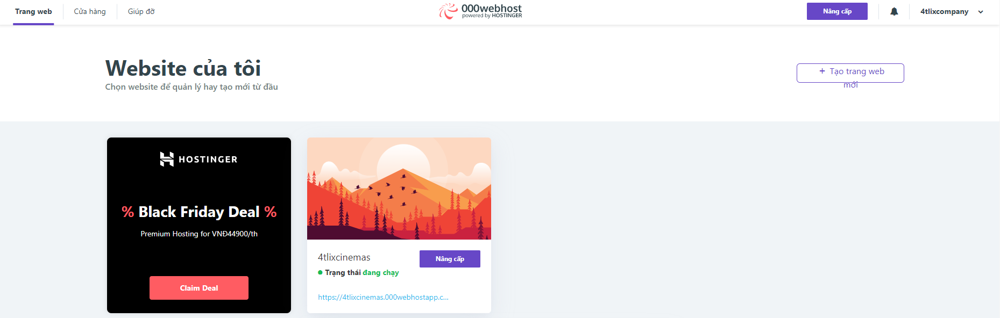 Trang web
Cửa hàng
Giúp đỡ
000webhost
powered by HOSTINGER
Nâng cấp
4tlixcompany
Website của tôi
Chọn website để quản lý hay tạo mới từ đầu
+ Tạo trang web
mới
HOSTINGER
% Black Friday Deal %
Premium Hosting for VNĐ44900/th
Claim Deal
4tlixcinemas
Nâng cấp
Trạng thái đang chạy
https://4tlixcinemas.000webhostapp.c...